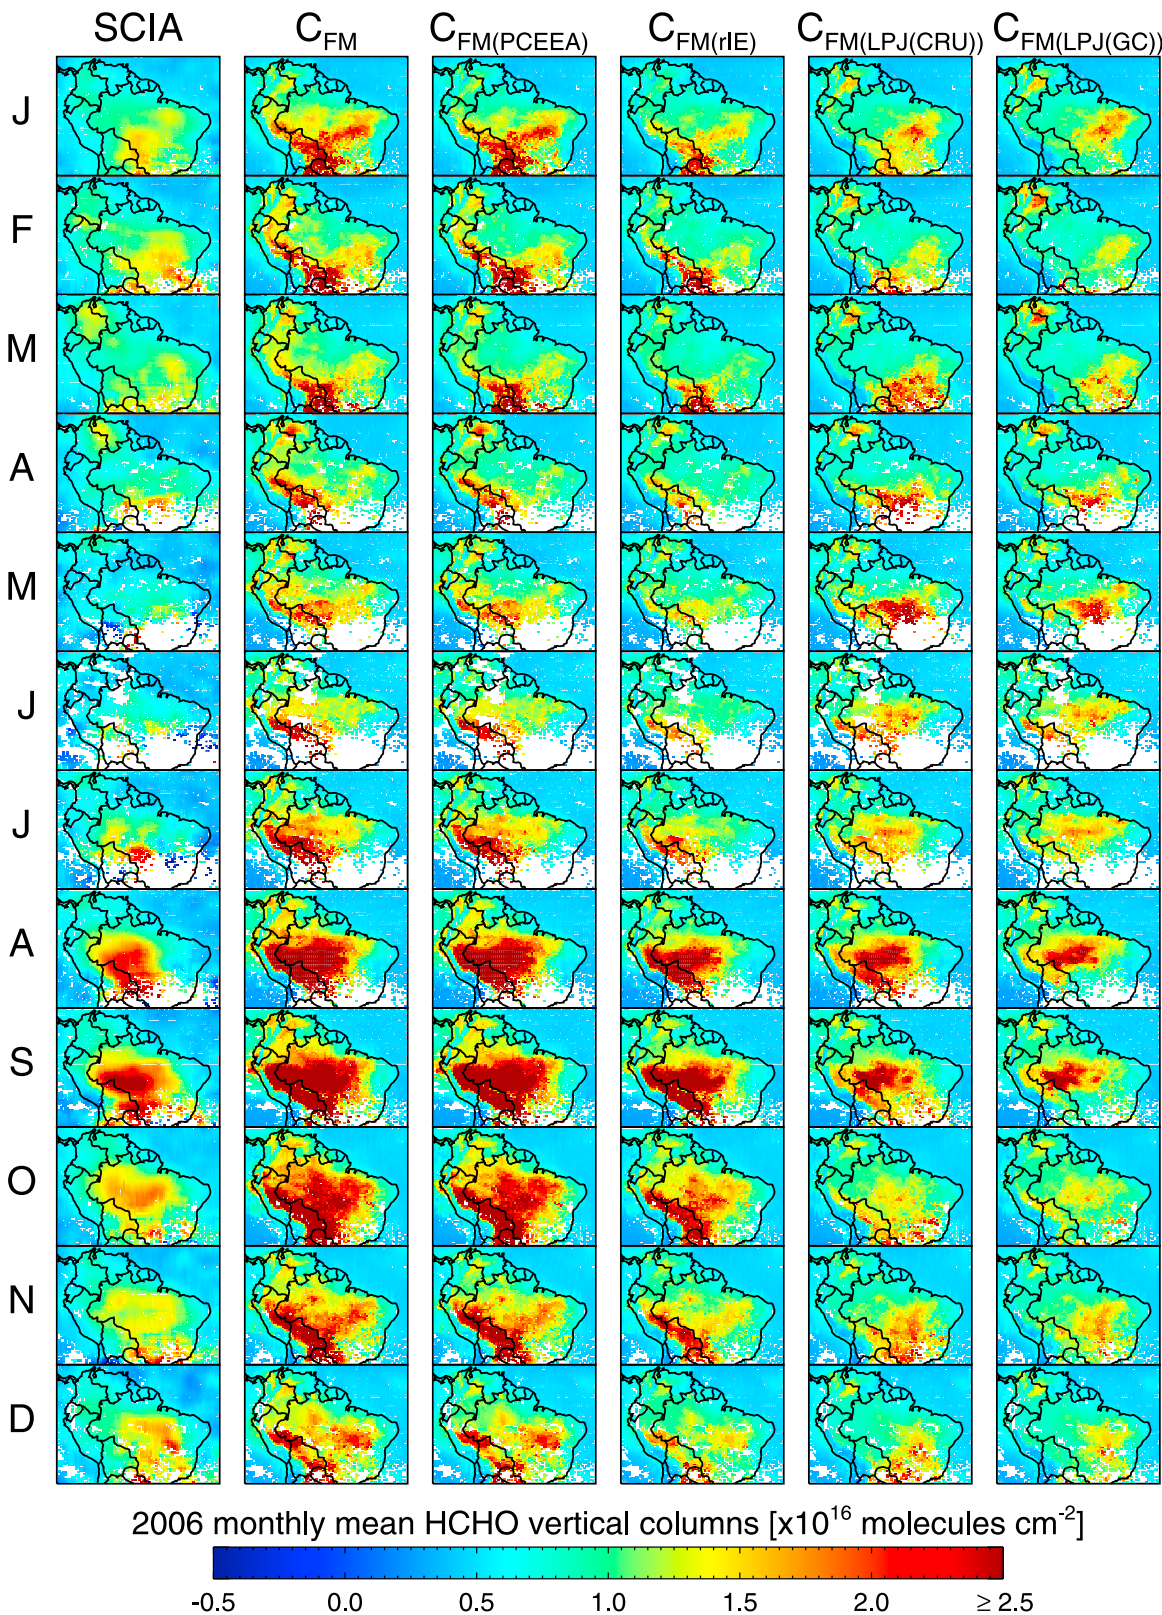 SCIA C_FM C_FM(PCEEA) C_FM(rIE) C_FM(LPJ(CRU)) C_FM(LPJ(GC))
J
F
M
A
M
J
J
A
S
O
N
D
2006 monthly mean HCHO vertical columns [x10^16 molecules cm^-2]
-0.5 0.0 0.5 1.0 1.5 2.0 ≥ 2.5